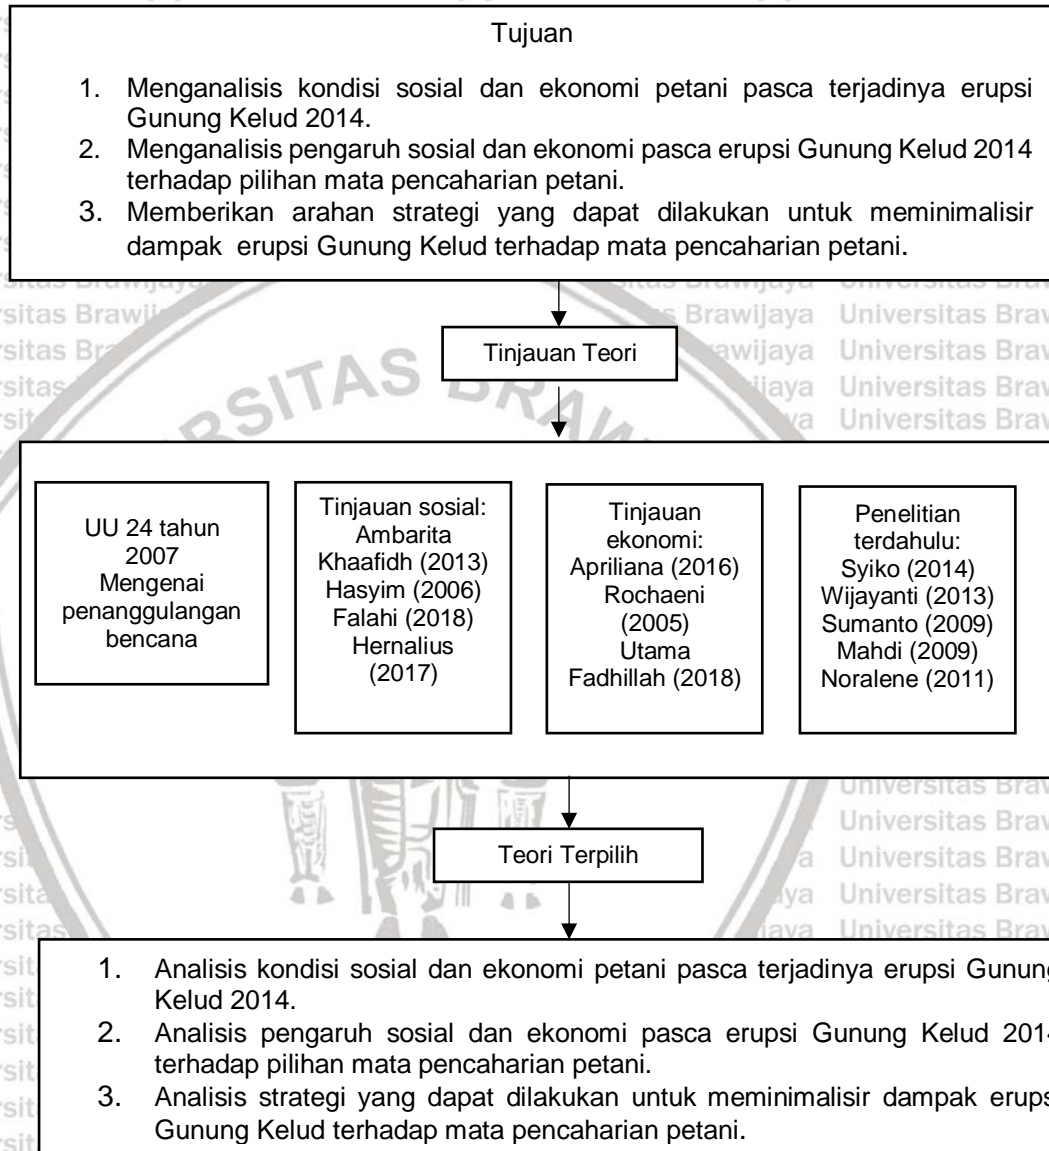 Tujuan
1. Menganalisis kondisi sosial dan ekonomi petani pasca terjadinya erupsi
Gunung Kelud 2014.
2. Menganalisis pengaruh sosial dan ekonomi pasca erupsi Gunung Kelud 2014
terhadap pilihan mata pencaharian petani.
3. Memberikan arahan strategi yang dapat dilakukan untuk meminimalisir
dampak erupsi Gunung Kelud terhadap mata pencaharian petani.
Tinjauan Teori
UU 24 tahun
2007
Mengenai
penanggulangan
bencana
Tinjauan sosial:
Ambarita
Khaafidh (2013)
Hasyim (2006)
Falahi (2018)
Hernalius
(2017)
Tinjauan
ekonomi:
Apriliana (2016)
Rochaeni
(2005)
Utama
Fadhillah (2018)
Penelitian
terdahulu:
Syiko (2014)
Wijayanti (2013)
Sumanto (2009)
Mahdi (2009)
Noralene (2011)
Teori Terpilih
1. Analisis kondisi sosial dan ekonomi petani pasca terjadinya erupsi Gunung
Kelud 2014.
2. Analisis pengaruh sosial dan ekonomi pasca erupsi Gunung Kelud 2014
terhadap pilihan mata pencaharian petani.
3. Analisis strategi yang dapat dilakukan untuk meminimalisir dampak erupsi
Gunung Kelud terhadap mata pencaharian petani.